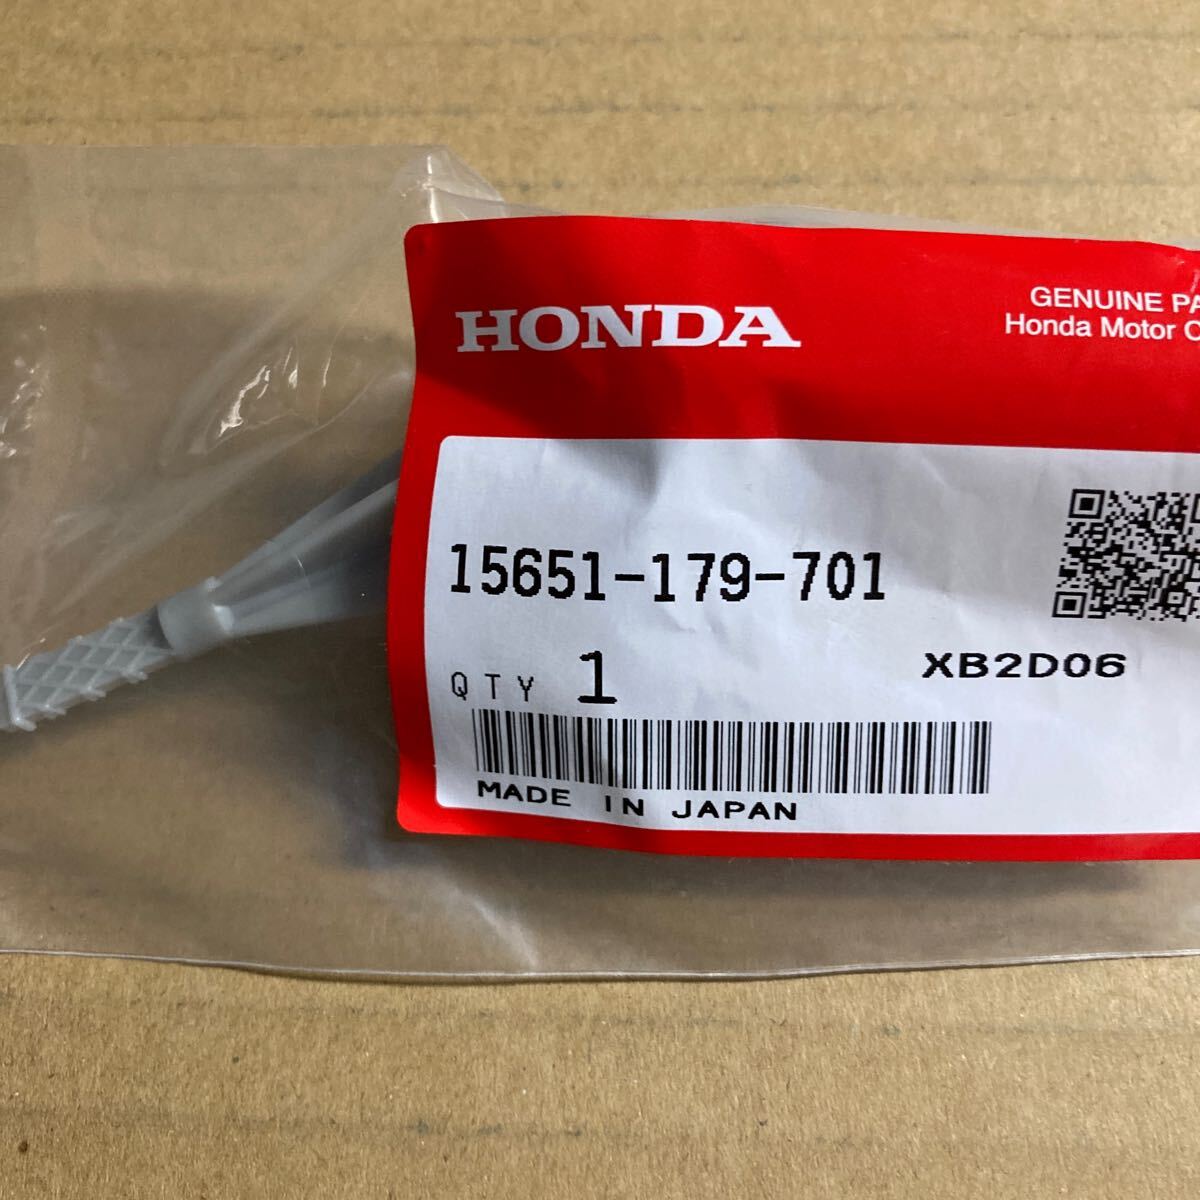 HONDA
GENUINE PA
Honda Motor C
15651-179-701
QTY 1
XB2D06
MADE IN JAPAN